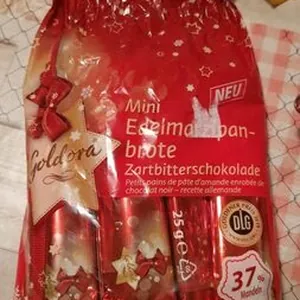 NEU
Mini
Edelmarzipan-
brote
Zartbitterschokolade
Petits pains de pâte d'amande enrobés de
chocolat noir – recette allemande
Goldora
25g e
DLG
37%
Mandeln